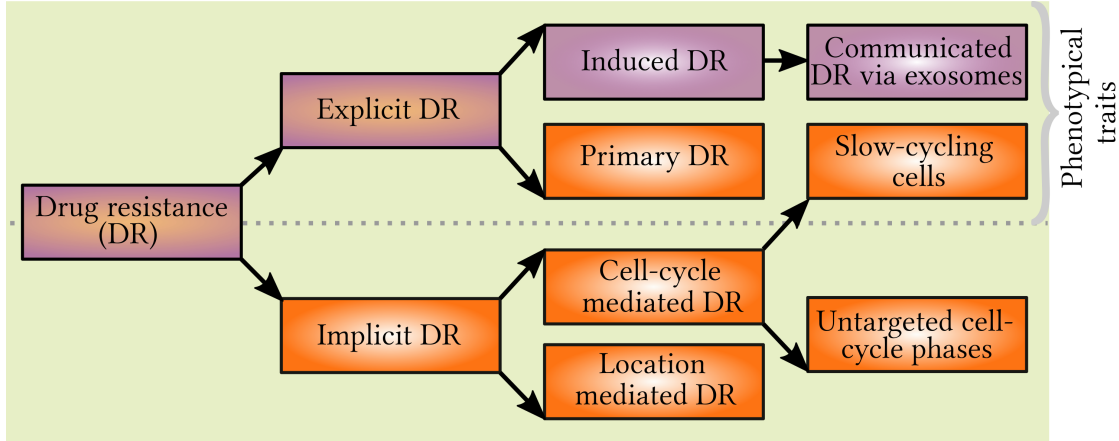 Drug resistance
(DR)
Explicit DR
Implicit DR
Induced DR
Primary DR
Cell-cycle
mediated DR
Location
mediated DR
Communicated
DR via exosomes
Slow-cycling
cells
Untargeted cell-
cycle phases
Phenotypical
traits